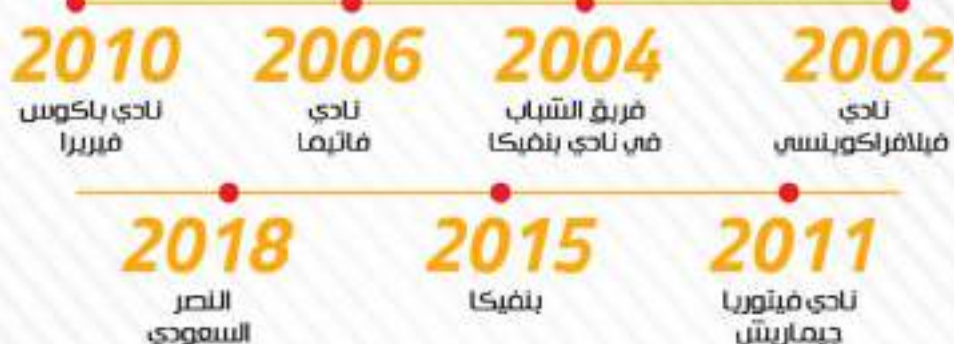 2002
نادي
فيلافراكوينسي
2004
فريق الشباب
في نادي بنفيكا
2006
نادي
فاتيما
2010
نادي باكوس
فيريرا
2011
نادي فيتوريا
جيماريتش
2015
بنفيكا
2018
النصر
السعودي